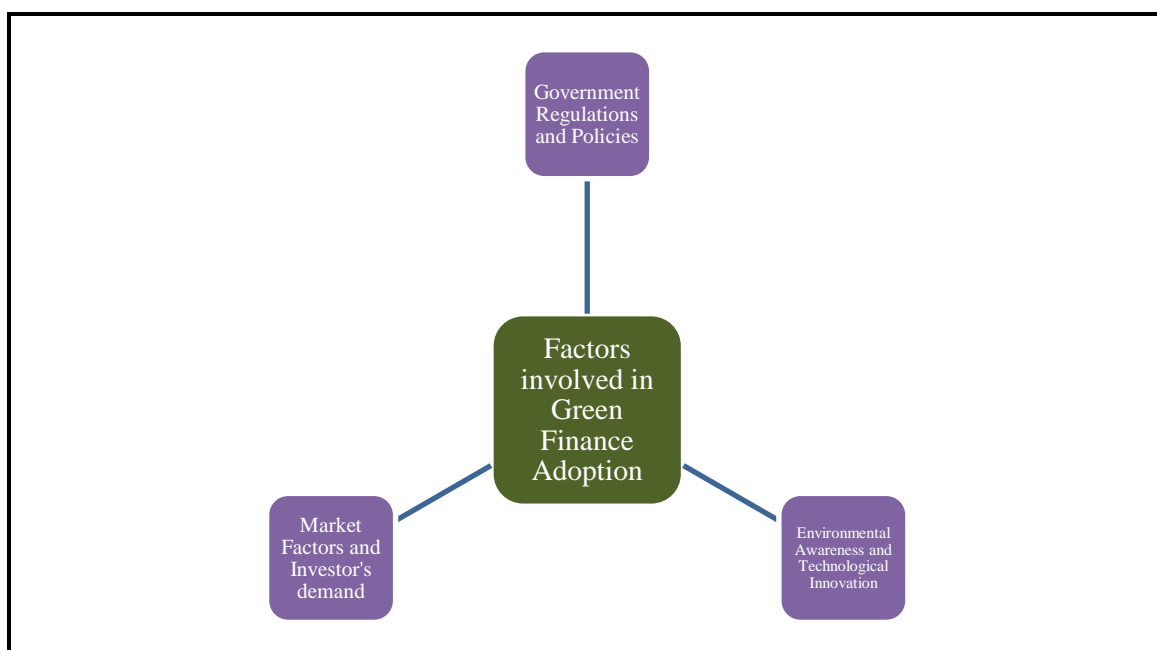 Government
Regulations
and Policies
Factors
involved in
Green
Finance
Adoption
Market
Factors and
Investor's
demand
Environmental
Awareness and
Technological
Innovation